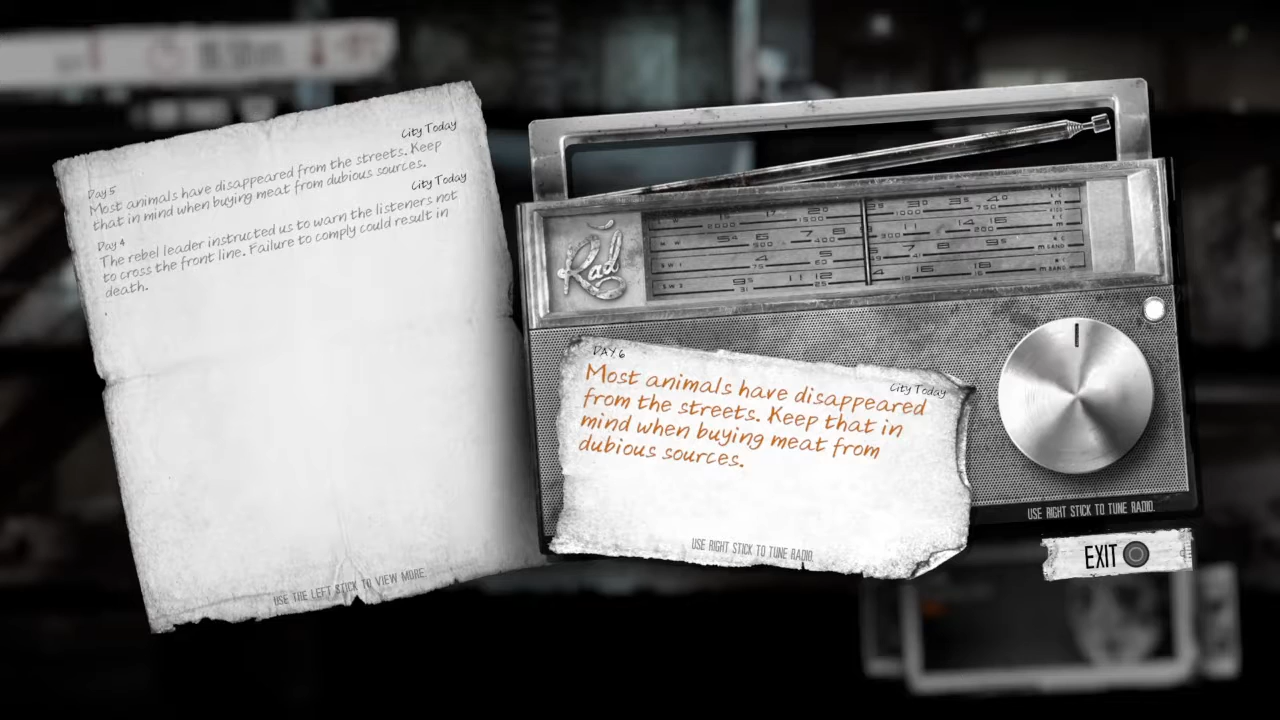 City Today
Day 5
Most animals have disappeared from the streets. Keep
that in mind when buying meat from dubious sources.
City Today
Day 4
The rebel leader instructed us to warn the listeners not
to cross the front line. Failure to comply could result in
death.
USE THE LEFT STICK TO VIEW MORE.
Rad
DAY 6
City Today
Most animals have disappeared
from the streets. Keep that in
mind when buying meat from
dubious sources.
USE RIGHT STICK TO TUNE RADIO.
USE RIGHT STICK TO TUNE RADIO.
EXIT